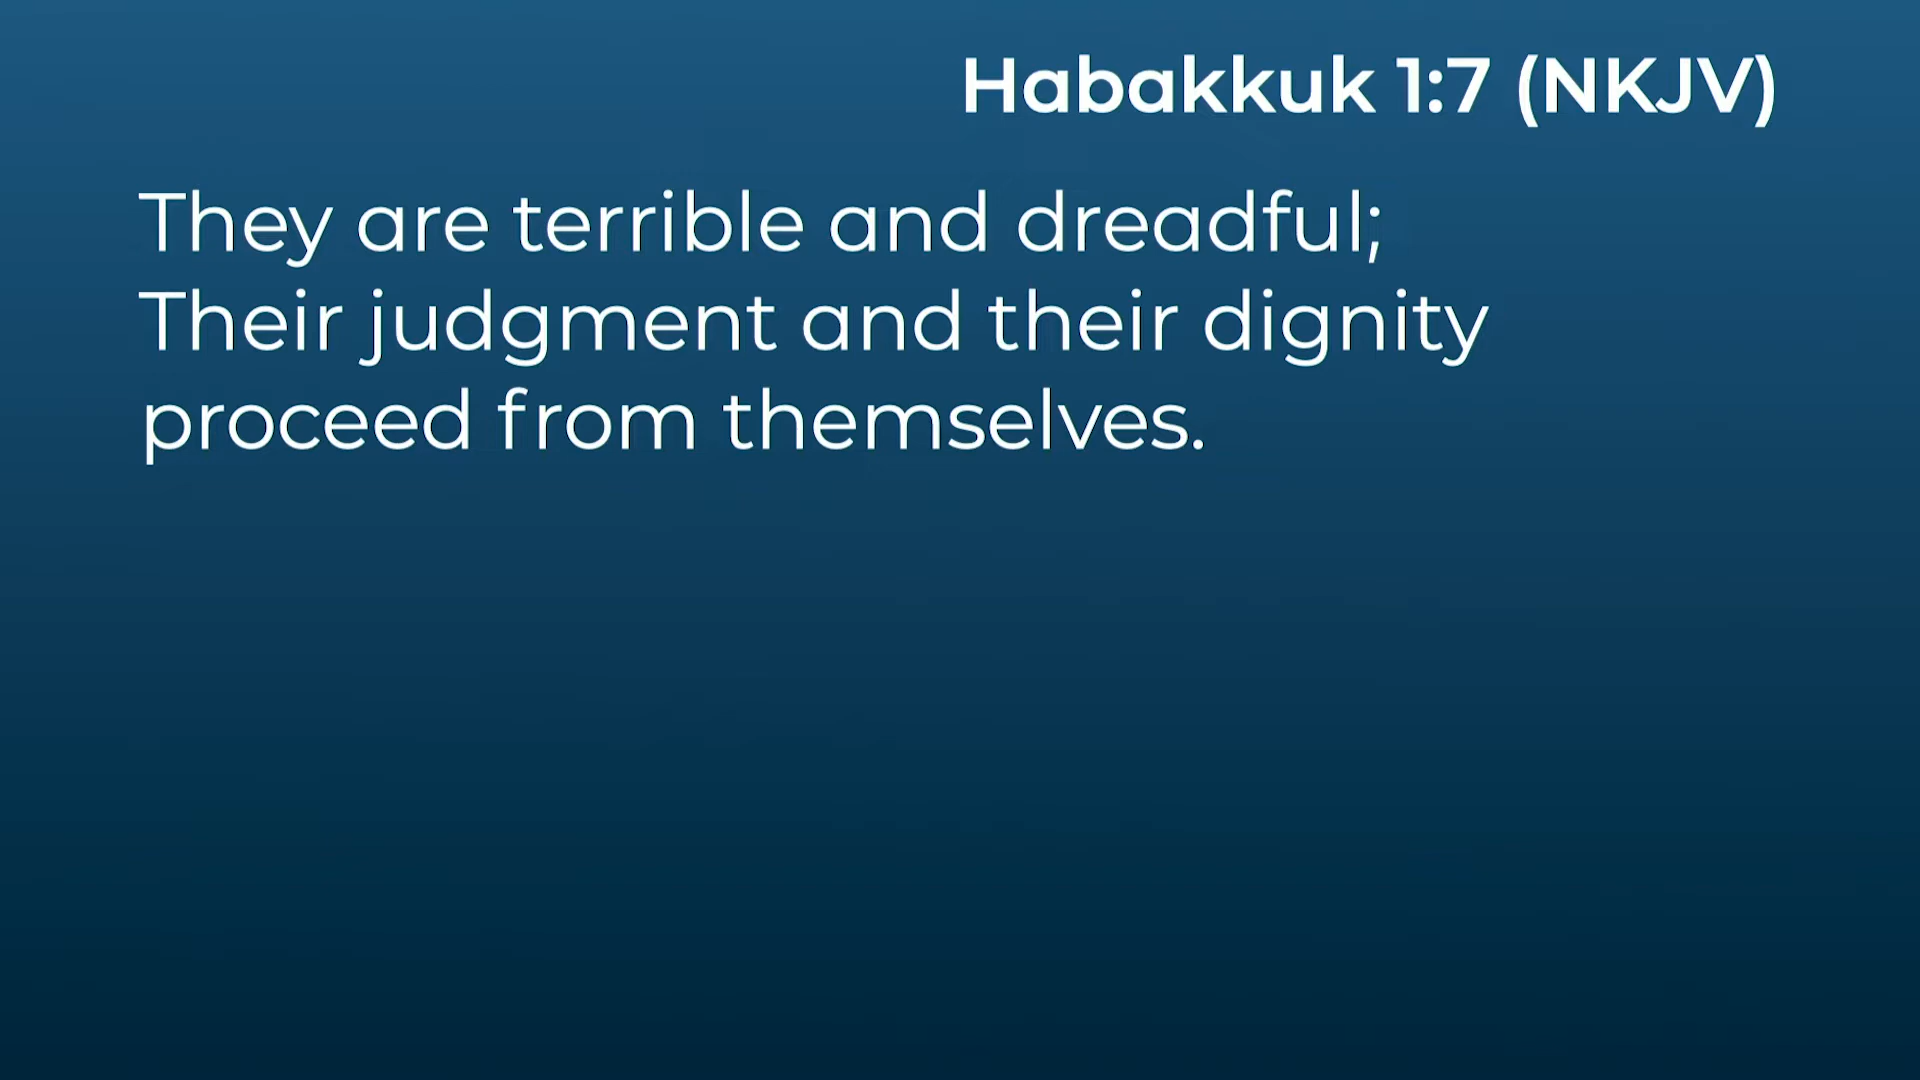 Habakkuk 1:7 (NKJV)
They are terrible and dreadful;
Their judgment and their dignity
proceed from themselves.